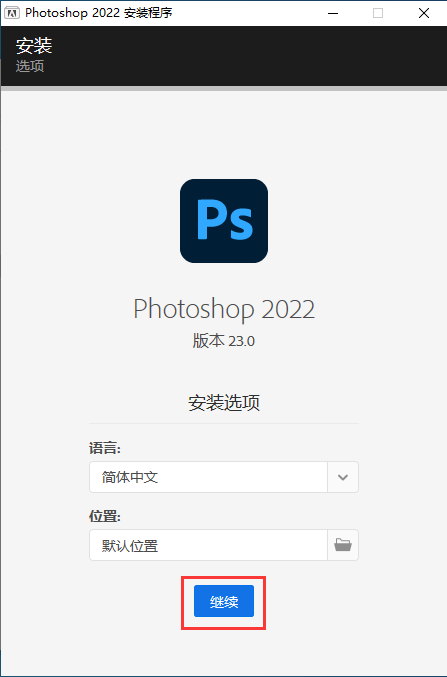 Photoshop 2022 安装程序
安装
选项
Ps
Photoshop 2022
版本 23.0
安装选项
语言:
简体中文
位置:
默认位置
继续